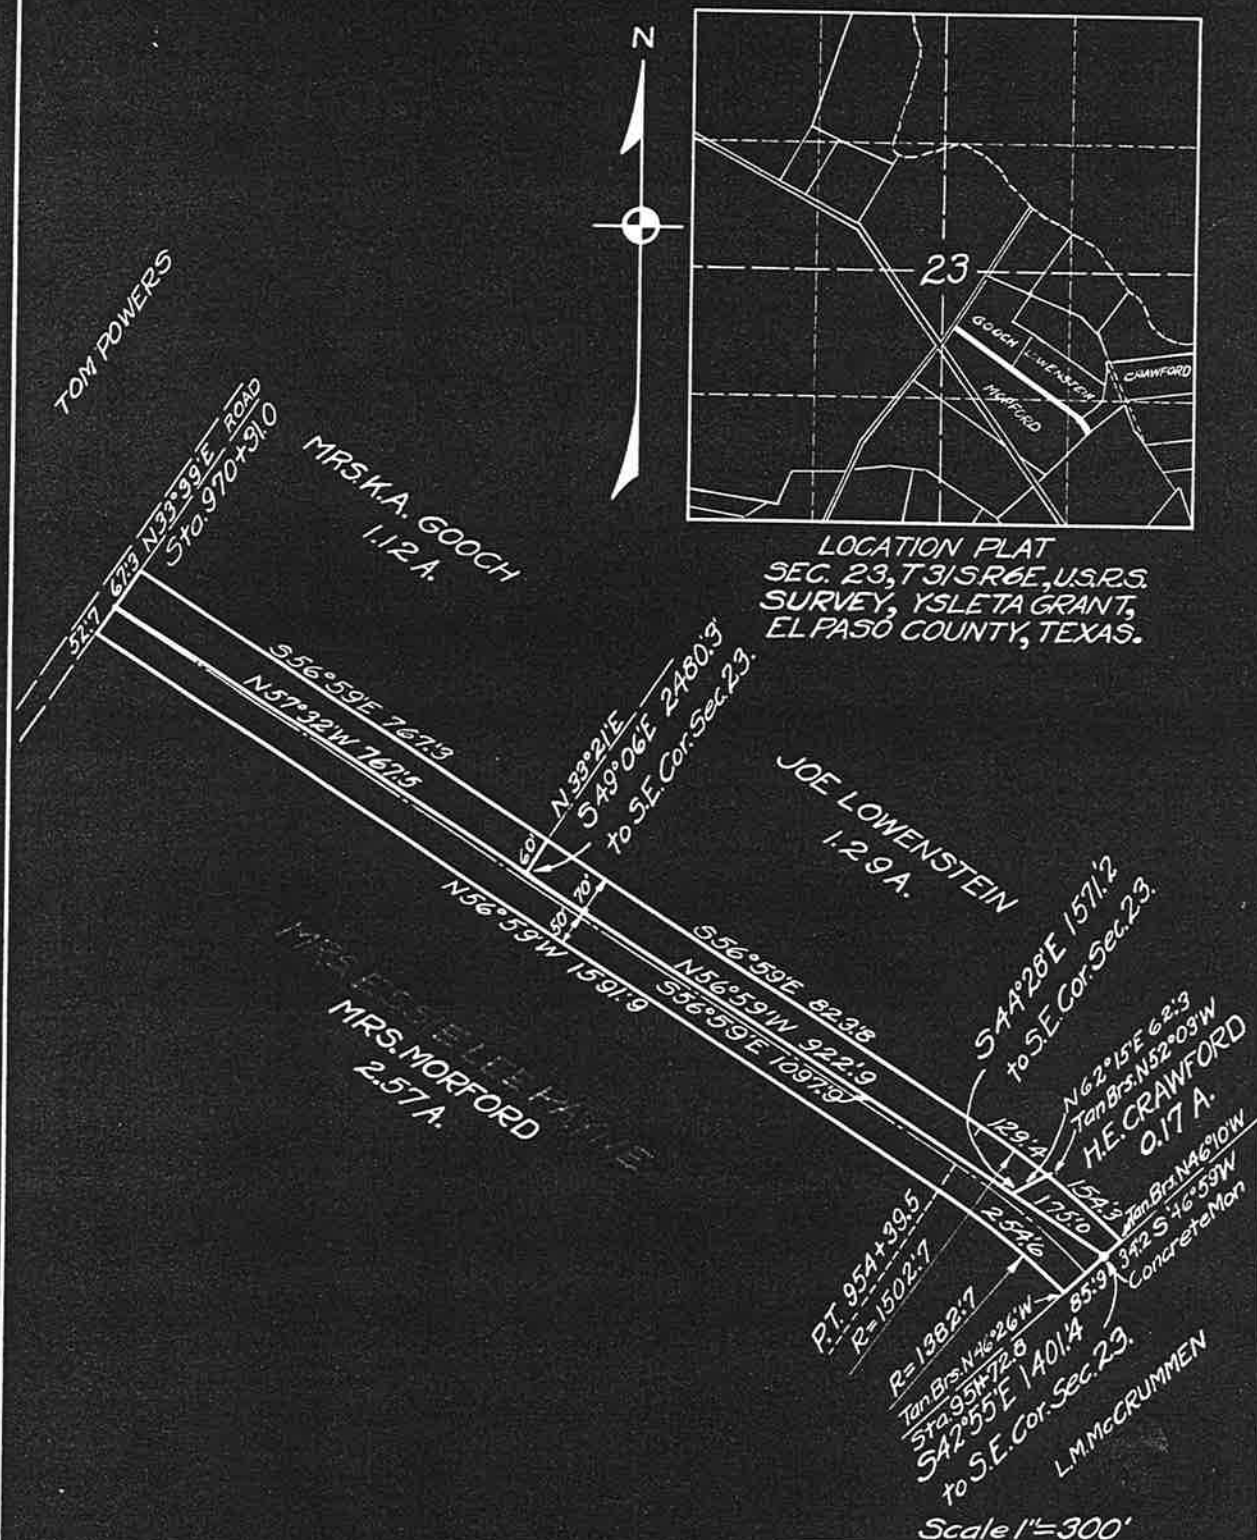 N
23
GOOCH
LOWENSTEIN
MORFORD
CRAWFORD
LOCATION PLAT
SEC. 23, T31SR6E, U.S.R.S.
SURVEY, YSLETA GRANT,
EL PASO COUNTY, TEXAS.
TOM POWERS
N33°39'E ROAD
Sta. 970+91.0
52'.7 67'.3
MRS. K.A. GOOCH
1.12 A.
S56°59'E 767'.3
N57°32'W 767'.5
N33°21'E
S49°06'E 2480'.3
to S.E. Cor. Sec. 23.
60'
70'
50'
JOE LOWENSTEIN
1.29 A.
N56°59'W 1591'.9
S56°59'E 823'.8
N56°59'W 922'.9
S56°59'E 1097'.9
MRS. MORFORD
2.57 A.
S44°28'E 1571'.2
to S.E. Cor. Sec. 23.
N62°15'E 62'.3
Tan Brs. N52°03'W
H.E. CRAWFORD
0.17 A.
129'.4
154'.3
175'.0
254'.6
Tan. Brs. N46°10'W
34'.2 S46°59'W
Concrete Mon
85'.9
P.T. 954+39.5
R=1502'.7
R=1382'.7
Tan. Brs. N46°26'W
Sta. 951+72.8
S42°55'E 1401'.4
to S.E. Cor. Sec. 23.
L.M. McCRUMMEN
Scale 1"=300'